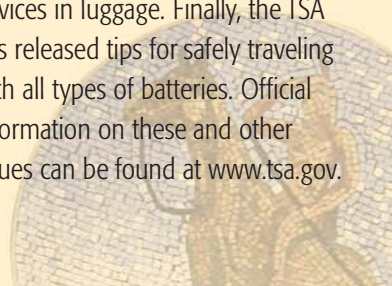 vices in luggage. Finally, the TSA
s released tips for safely traveling
th all types of batteries. Official
ormation on these and other
ues can be found at www.tsa.gov.